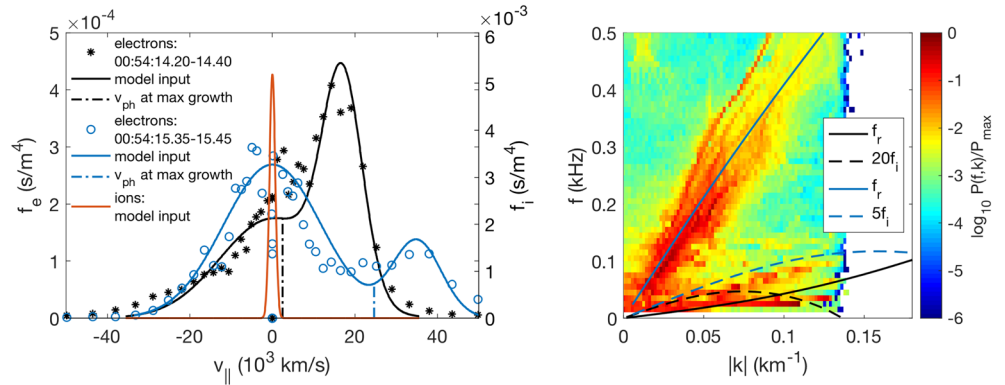 ×10⁻⁴
×10⁻³
electrons:
00:54:14.20-14.40
model input
v_ph at max growth
electrons:
00:54:15.35-15.45
model input
v_ph at max growth
ions:
model input
5
4
3
2
1
0
f_e (s/m⁴)
6
5
4
3
2
1
0
f_i (s/m⁴)
-40 -20 0 20 40
v_|| (10³ km/s)
0.5
0.4
0.3
0.2
0.1
0
f (kHz)
f_r
20f_i
f_r
5f_i
0 0.05 0.1 0.15
|k| (km⁻¹)
0
-1
-2
-3
-4
-5
-6
log₁₀ P(f,k)/P_max